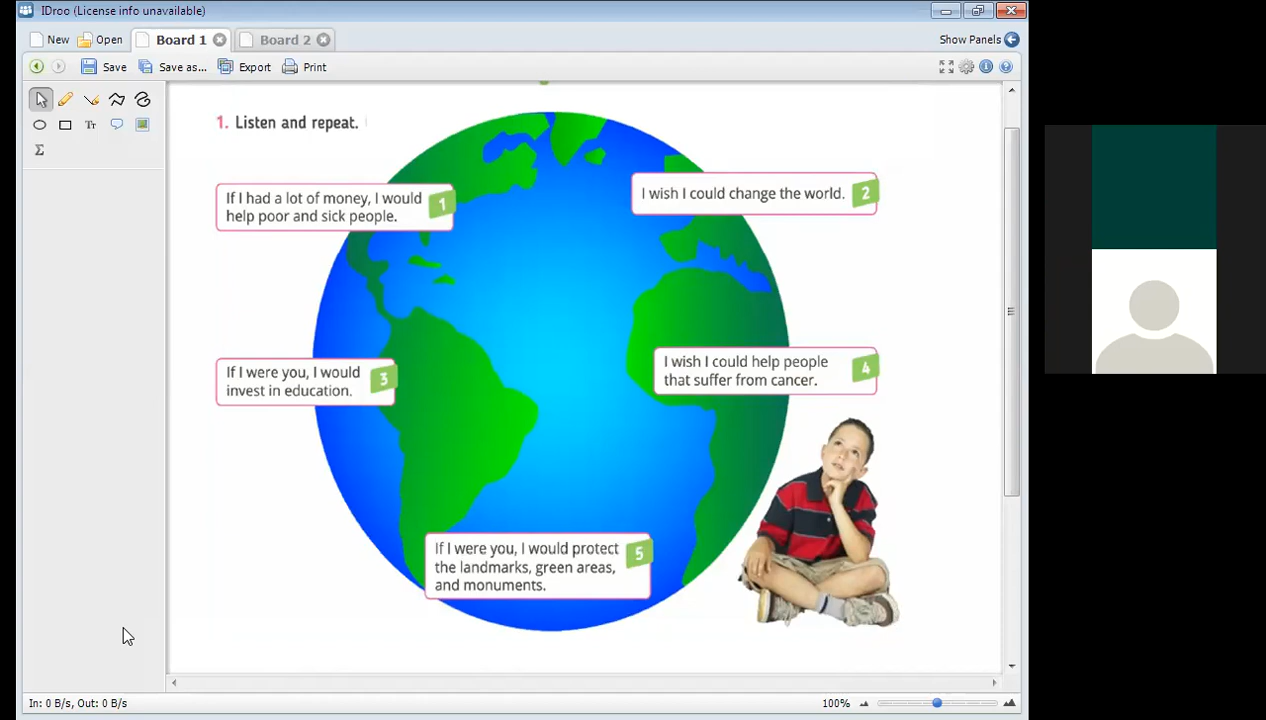 IDroo (License info unavailable)
New Open Board 1 Board 2 Show Panels
Save Save as... Export Print
1. Listen and repeat.
If I had a lot of money, I would
help poor and sick people.
1
I wish I could change the world.
2
If I were you, I would
invest in education.
3
I wish I could help people
that suffer from cancer.
4
If I were you, I would protect
the landmarks, green areas,
and monuments.
5
Tr
Σ
In: 0 B/s, Out: 0 B/s
100%